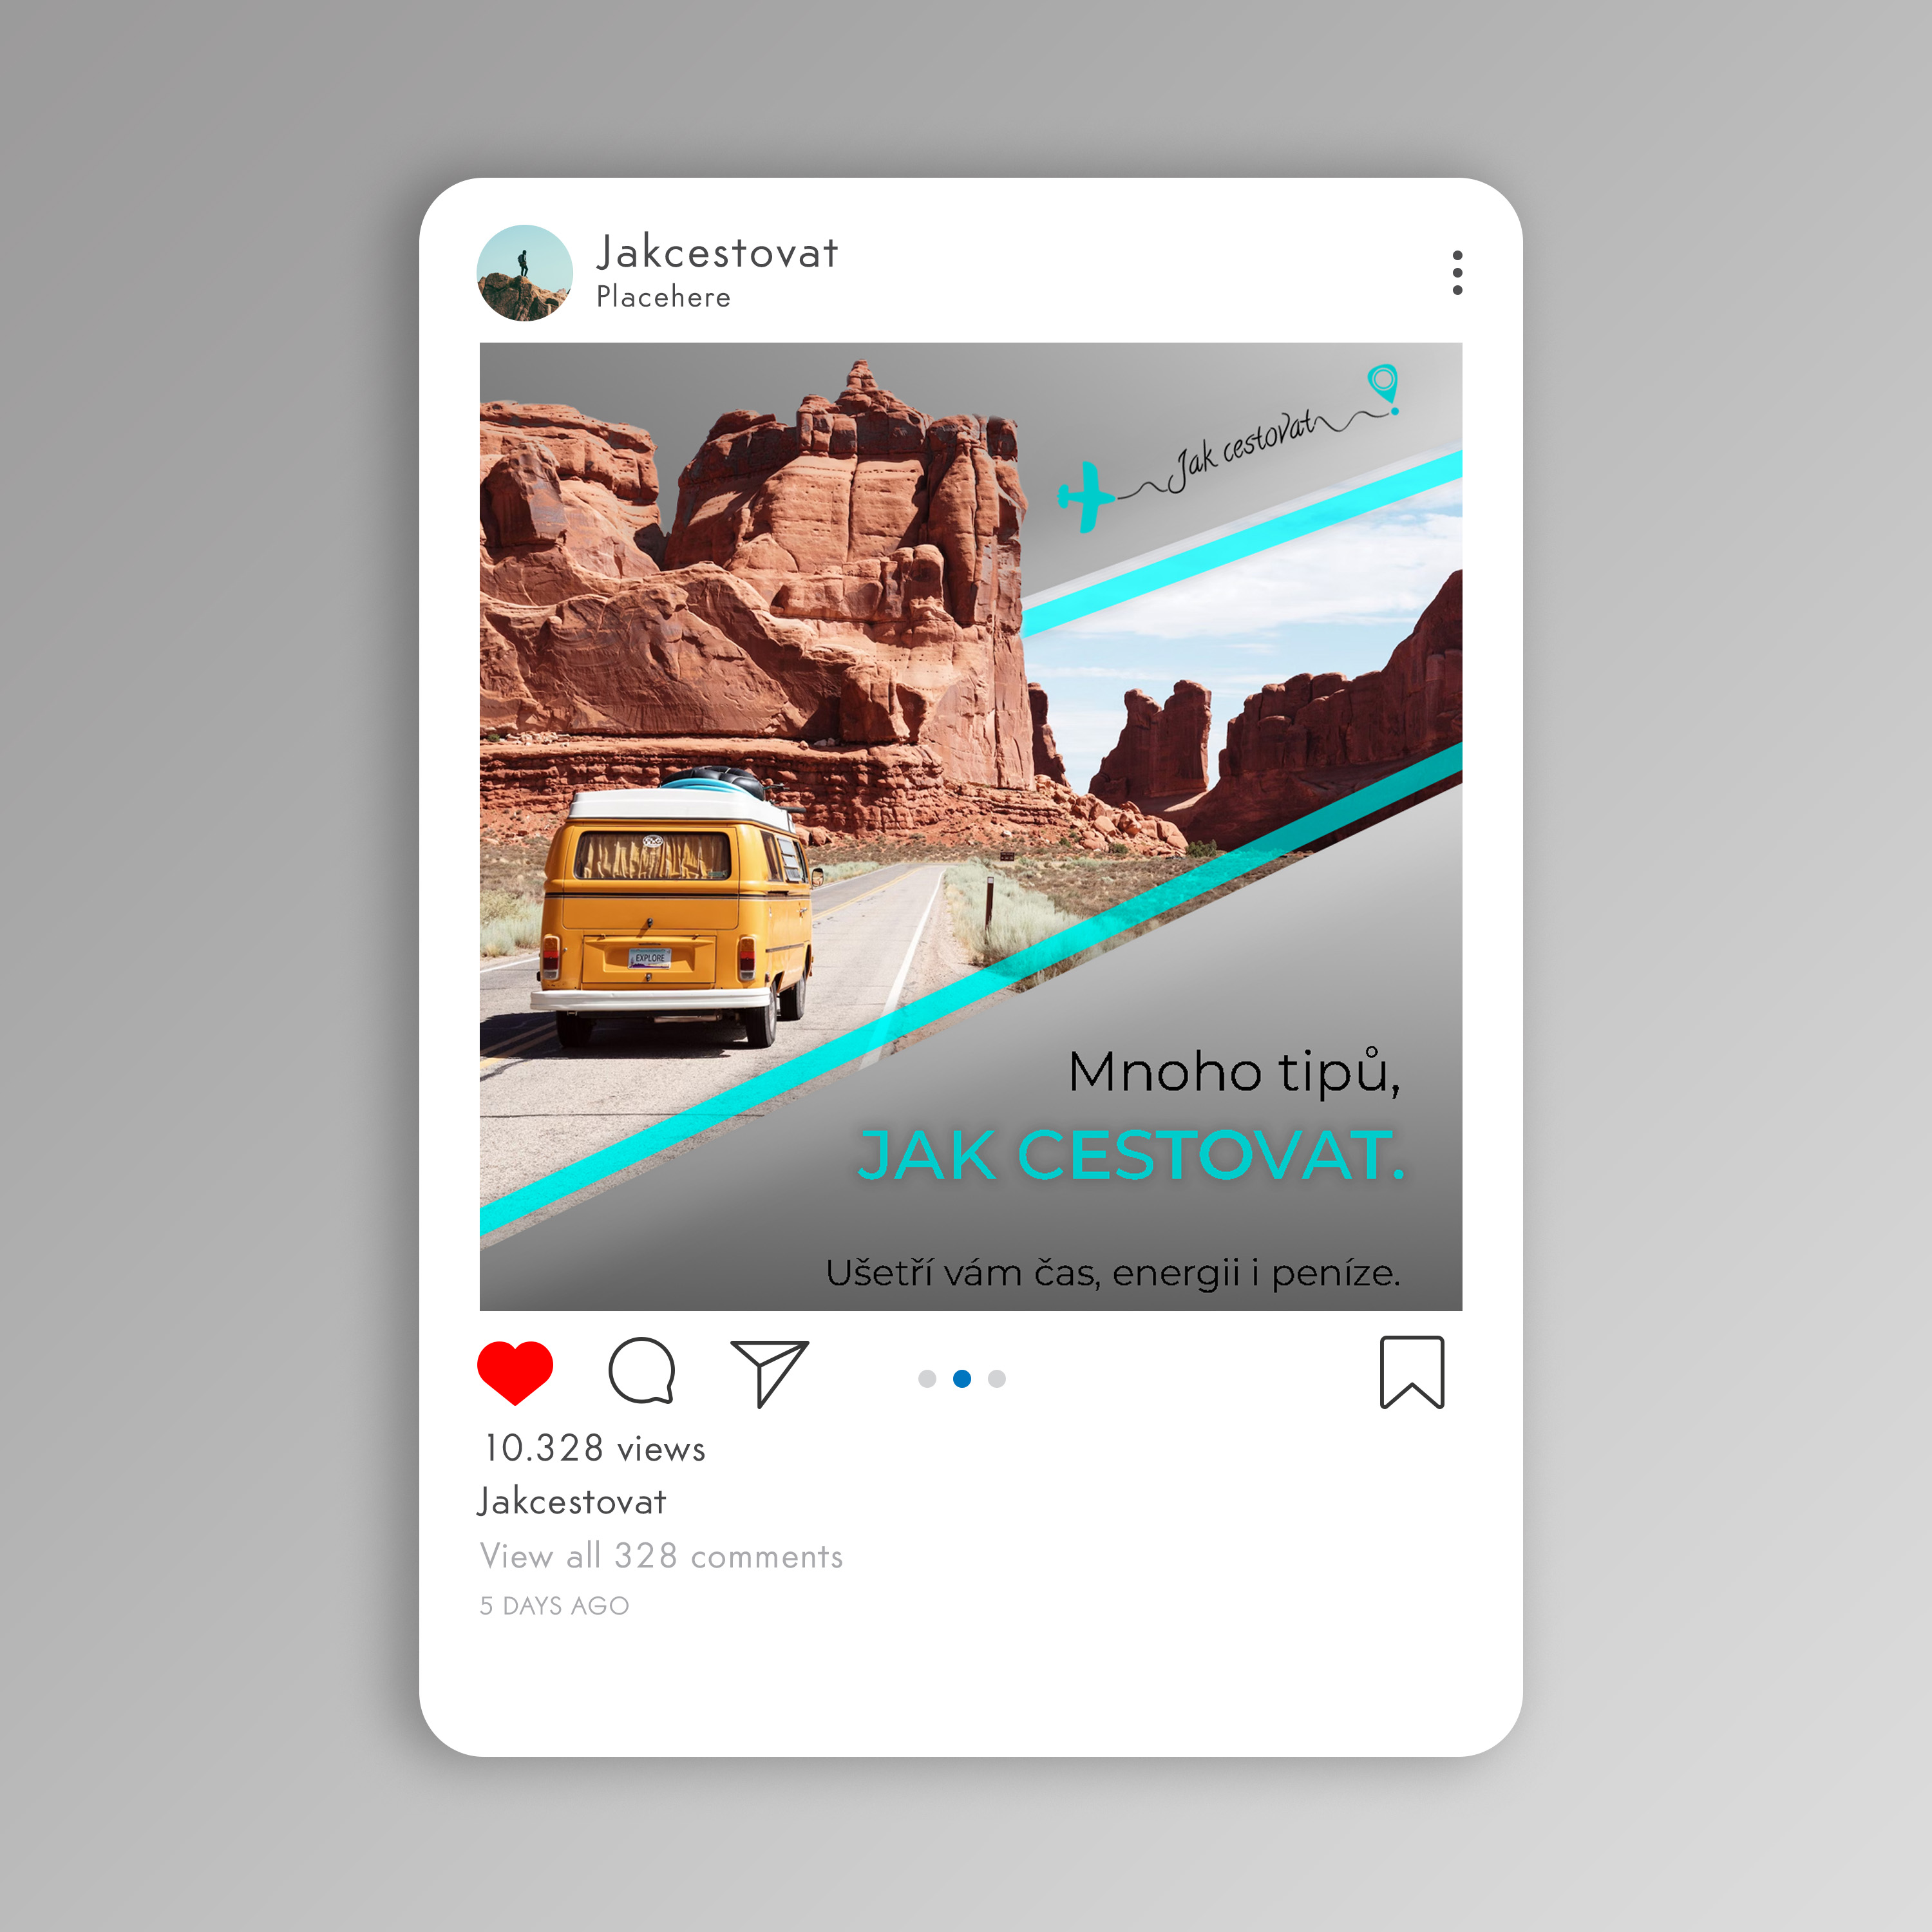 Jakcestovat
Placehere
Jak cestovat
EXPLORE
Mnoho tipů,
JAK CESTOVAT.
Ušetří vám čas, energii i peníze.
10.328 views
Jakcestovat
View all 328 comments
5 DAYS AGO